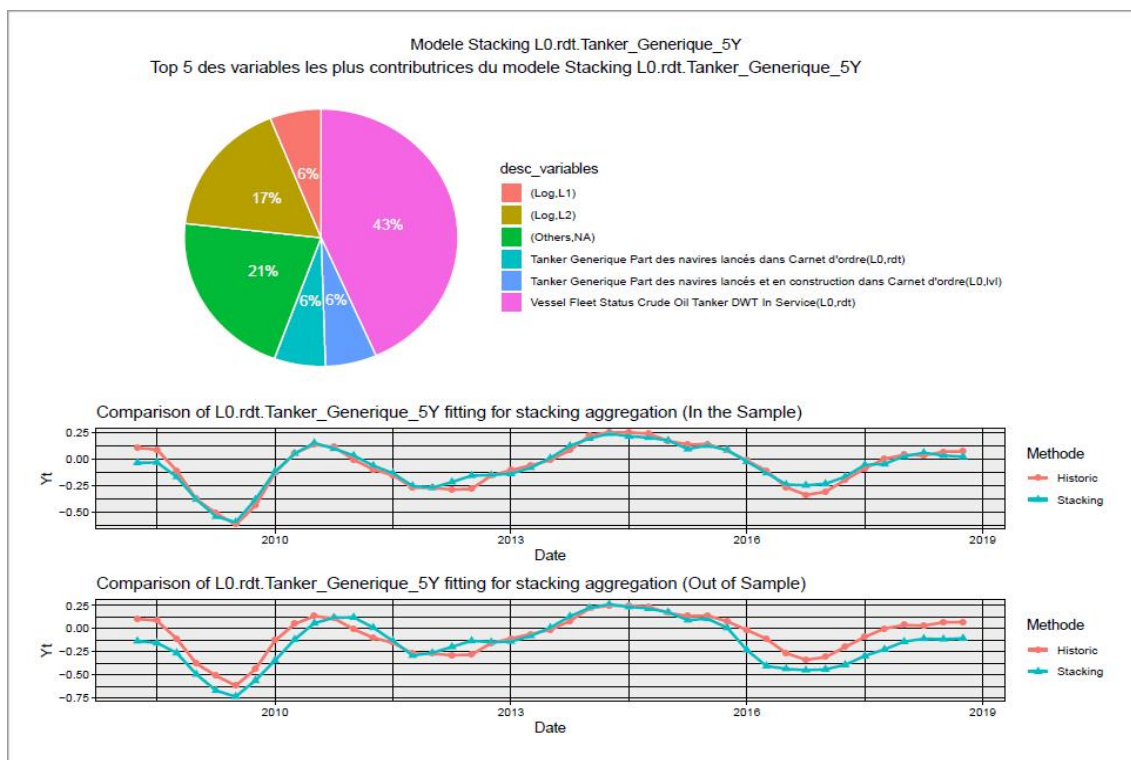 Modele Stacking L0.rdt.Tanker_Generique_5Y
Top 5 des variables les plus contributrices du modele Stacking L0.rdt.Tanker_Generique_5Y
6%
17%
43%
21%
6%
6%
desc_variables
(Log,L1)
(Log,L2)
(Others,NA)
Tanker Generique Part des navires lancés dans Carnet d'ordre(L0,rdt)
Tanker Generique Part des navires lancés et en construction dans Carnet d'ordre(L0,lvl)
Vessel Fleet Status Crude Oil Tanker DWT In Service(L0,rdt)
Comparison of L0.rdt.Tanker_Generique_5Y fitting for stacking aggregation (In the Sample)
Yt
0.25
0.00
−0.25
−0.50
2010
2013
2016
2019
Date
Methode
Historic
Stacking
Comparison of L0.rdt.Tanker_Generique_5Y fitting for stacking aggregation (Out of Sample)
Yt
0.25
0.00
−0.25
−0.50
−0.75
2010
2013
2016
2019
Date
Methode
Historic
Stacking